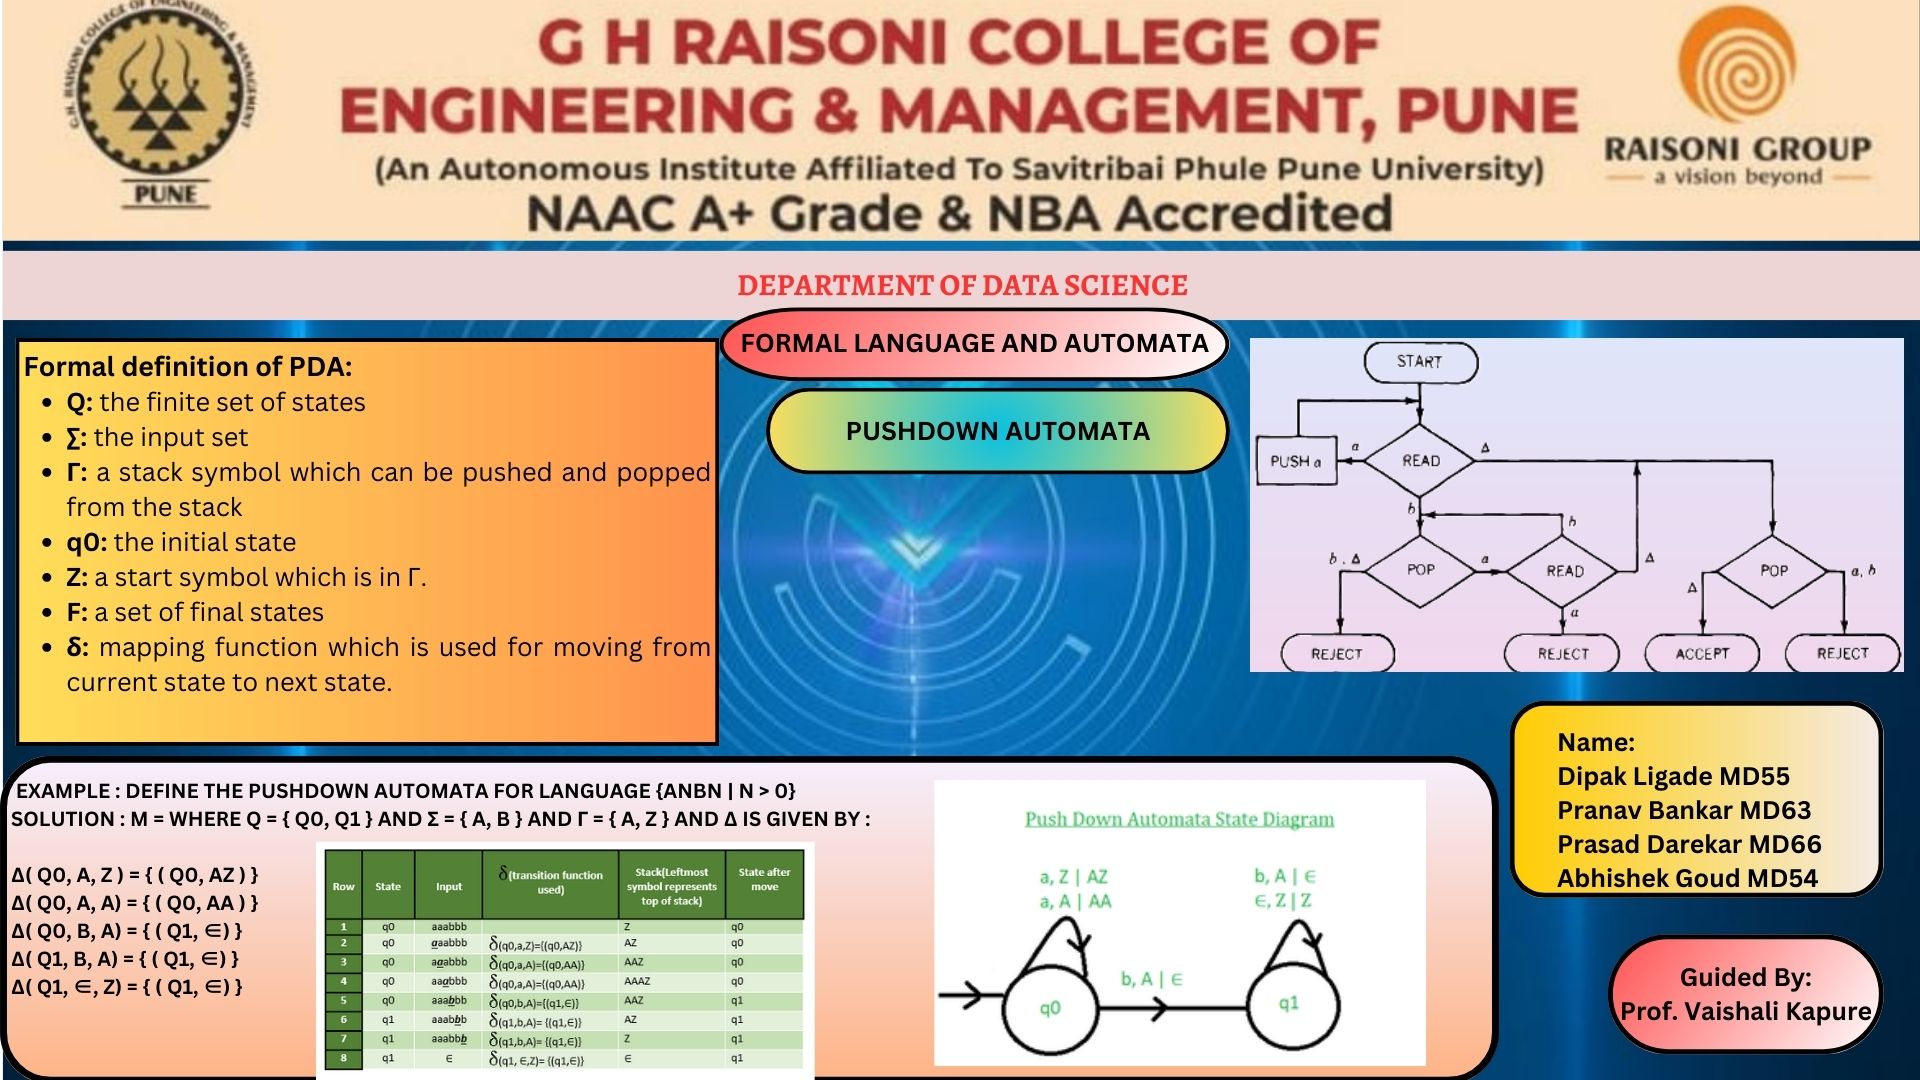 G.H. RAISONI COLLEGE OF ENGINEERING & MANAGEMENT
PUNE
G H RAISONI COLLEGE OF
ENGINEERING & MANAGEMENT, PUNE
(An Autonomous Institute Affiliated To Savitribai Phule Pune University)
NAAC A+ Grade & NBA Accredited
RAISONI GROUP
a vision beyond
DEPARTMENT OF DATA SCIENCE
FORMAL LANGUAGE AND AUTOMATA
PUSHDOWN AUTOMATA
Formal definition of PDA:
• Q: the finite set of states
• ∑: the input set
• Γ: a stack symbol which can be pushed and popped
from the stack
• q0: the initial state
• Z: a start symbol which is in Γ.
• F: a set of final states
• δ: mapping function which is used for moving from
current state to next state.
START
PUSH a
a
READ
Δ
b
b
b , Δ
POP
a
READ
Δ
POP
a, b
Δ
a
REJECT
REJECT
ACCEPT
REJECT
Name:
Dipak Ligade MD55
Pranav Bankar MD63
Prasad Darekar MD66
Abhishek Goud MD54
Guided By:
Prof. Vaishali Kapure
EXAMPLE : DEFINE THE PUSHDOWN AUTOMATA FOR LANGUAGE {ANBN | N > 0}
SOLUTION : M = WHERE Q = { Q0, Q1 } AND Σ = { A, B } AND Γ = { A, Z } AND Δ IS GIVEN BY :
Δ( Q0, A, Z ) = { ( Q0, AZ ) }
Δ( Q0, A, A) = { ( Q0, AA ) }
Δ( Q0, B, A) = { ( Q1, ∈) }
Δ( Q1, B, A) = { ( Q1, ∈) }
Δ( Q1, ∈, Z) = { ( Q1, ∈) }
Row State Input δ(transition function used) Stack(Leftmost symbol represents top of stack) State after move
1 q0 aaabbb Z q0
2 q0 aaabbb δ(q0,a,Z)={(q0,AZ)} AZ q0
3 q0 aaabbb δ(q0,a,A)={(q0,AA)} AAZ q0
4 q0 aaabbb δ(q0,a,A)={(q0,AA)} AAAZ q0
5 q0 aaabbb δ(q0,b,A)={(q1,∈)} AAZ q1
6 q1 aaabbb δ(q1,b,A)= {(q1,∈)} AZ q1
7 q1 aaabbb δ(q1,b,A)= {(q1,∈)} Z q1
8 q1 ∈ δ(q1, ∈,Z)= {(q1,∈)} ∈ q1
Push Down Automata State Diagram
a, Z | AZ
a, A | AA
b, A | ∈
∈, Z | Z
b, A | ∈
q0
q1